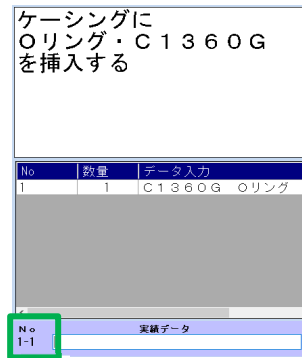 ケーシングに
Oリング・C1360G
を挿入する
No 数量 データ入力
1 1 C1360G Oリング
No 実績データ
1-1